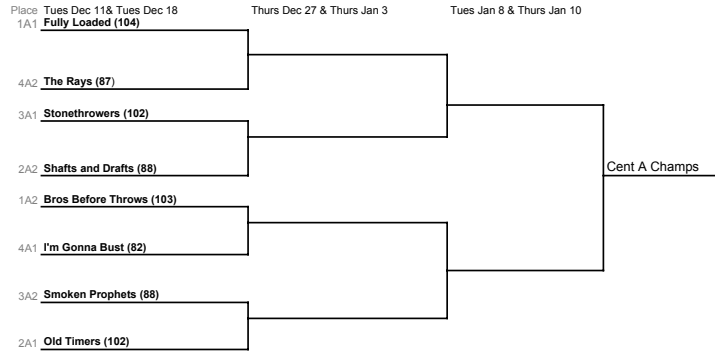 Place Tues Dec 11& Tues Dec 18 Thurs Dec 27 & Thurs Jan 3 Tues Jan 8 & Thurs Jan 10
1A1 Fully Loaded (104)
4A2 The Rays (87)
3A1 Stonethrowers (102)
2A2 Shafts and Drafts (88)
Cent A Champs
1A2 Bros Before Throws (103)
4A1 I'm Gonna Bust (82)
3A2 Smoken Prophets (88)
2A1 Old Timers (102)